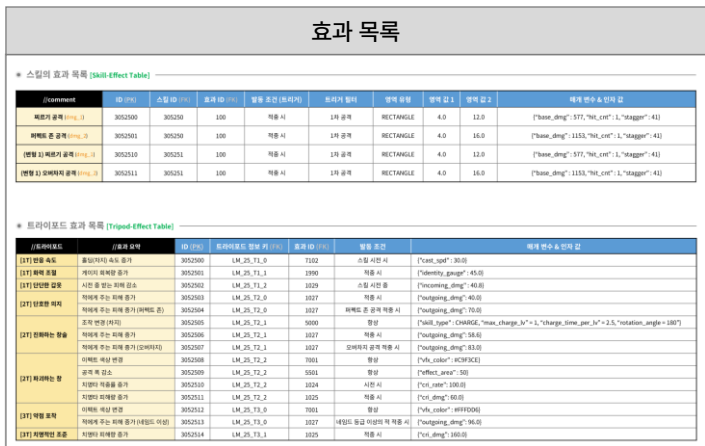 효과 목록
※ 스킬의 효과 목록 [Skill-Effect Table]
//comment ID (PK) 스킬 ID (FK) 효과 ID (FK) 발동 조건 (트리거) 트리거 필터 영역 유형 영역 값 1 영역 값 2 매개 변수 & 인자 값
찌르기 공격 (dmg_1) 3052500 305250 100 적중 시 1차 공격 RECTANGLE 4.0 12.0 {"base_dmg" : 577, "hit_cnt" : 1, "stagger" : 41}
퍼펙트 존 공격 (dmg_2) 3052501 305250 100 적중 시 1차 공격 RECTANGLE 4.0 16.0 {"base_dmg" : 1153, "hit_cnt" : 1, "stagger" : 41}
(변형 1) 찌르기 공격 (dmg_1) 3052510 305251 100 적중 시 1차 공격 RECTANGLE 4.0 12.0 {"base_dmg" : 577, "hit_cnt" : 1, "stagger" : 41}
(변형 1) 오버차지 공격 (dmg_2) 3052511 305251 100 적중 시 1차 공격 RECTANGLE 4.0 16.0 {"base_dmg" : 1153, "hit_cnt" : 1, "stagger" : 41}
※ 트라이포드 효과 목록 [Tripod-Effect Table]
//트라이포드 //효과 요약 ID (PK) 트라이포드 정보 키 (FK) 효과 ID (FK) 발동 조건 매개 변수 & 인자 값
[1T] 반응 속도 홀딩(차지) 속도 증가 3052500 LM_25_T1_0 7102 스킬 시전 시 {"cast_spd" : 30.0}
[1T] 화력 조절 게이지 회복량 증가 3052501 LM_25_T1_1 1990 적중 시 {"identity_gauge" : 45.0}
[1T] 단단한 갑옷 시전 중 받는 피해 감소 3052502 LM_25_T1_2 1029 스킬 시전 중 {"incoming_dmg" : 40.8}
[2T] 단호한 의지 적에게 주는 피해 증가 3052503 LM_25_T2_0 1027 적중 시 {"outgoing_dmg": 40.0}
적에게 주는 피해 증가 (퍼펙트 존) 3052504 LM_25_T2_0 1027 퍼펙트 존 공격 적중 시 {"outgoing_dmg": 70.0}
[2T] 진화하는 창술 조작 변경 (차지) 3052505 LM_25_T2_1 5000 항상 {"skill_type" : CHARGE, "max_charge_lv" = 1, "charge_time_per_lv" = 2.5, "rotation_angle = 180"}
적에게 주는 피해 증가 3052506 LM_25_T2_1 1027 적중 시 {"outgoing_dmg": 58.6}
적에게 주는 피해 증가 (오버차지) 3052507 LM_25_T2_1 1027 오버차지 공격 적중 시 {"outgoing_dmg": 83.0}
[2T] 파괴하는 창 이펙트 색상 변경 3052508 LM_25_T2_2 7001 항상 {"vfx_color" : #C9F3CE}
공격 폭 감소 3052509 LM_25_T2_2 5501 항상 {"effect_area" : 50}
치명타 적중률 증가 3052510 LM_25_T2_2 1024 시전 시 {"cri_rate": 100.0}
치명타 피해량 증가 3052511 LM_25_T2_2 1025 적중 시 {"cri_dmg": 60.0}
[3T] 약점 포착 이펙트 색상 변경 3052512 LM_25_T3_0 7001 항상 {"vfx_color" : #FFFDD6}
적에게 주는 피해 증가 (네임드 이상) 3052513 LM_25_T3_0 1027 네임드 등급 이상의 적 적중 시 {"outgoing_dmg": 96.0}
[3T] 치명적인 조준 치명타 피해량 증가 3052514 LM_25_T3_1 1025 적중 시 {"cri_dmg": 160.0}